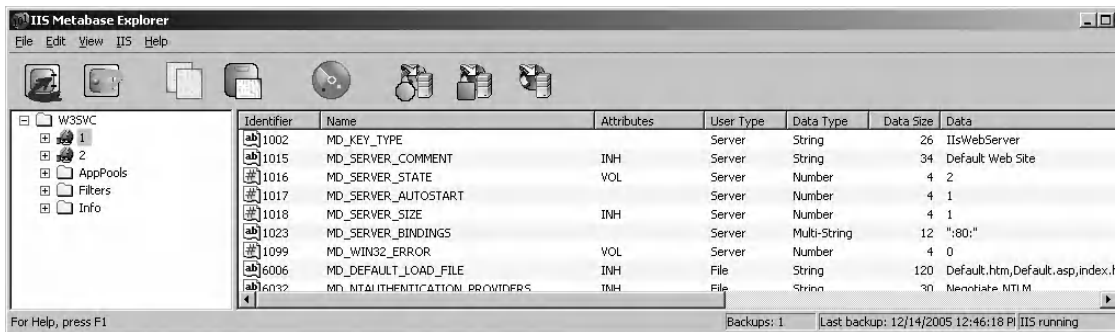 IIS Metabase Explorer
File Edit View IIS Help
W3SVC
1
2
AppPools
Filters
Info
Identifier Name Attributes User Type Data Type Data Size Data
1002 MD_KEY_TYPE Server String 26 IIsWebServer
1015 MD_SERVER_COMMENT INH Server String 34 Default Web Site
1016 MD_SERVER_STATE VOL Server Number 4 2
1017 MD_SERVER_AUTOSTART Server Number 4 1
1018 MD_SERVER_SIZE INH Server Number 4 1
1023 MD_SERVER_BINDINGS Server Multi-String 12 ":80:"
1099 MD_WIN32_ERROR VOL Server Number 4 0
6006 MD_DEFAULT_LOAD_FILE INH File String 120 Default.htm,Default.asp,index.h
6032 MD_NTAUTHENTICATION_PROVIDERS INH File String 30 Negotiate,NTLM
For Help, press F1 Backups: 1 Last backup: 12/14/2005 12:46:18 P IIS running